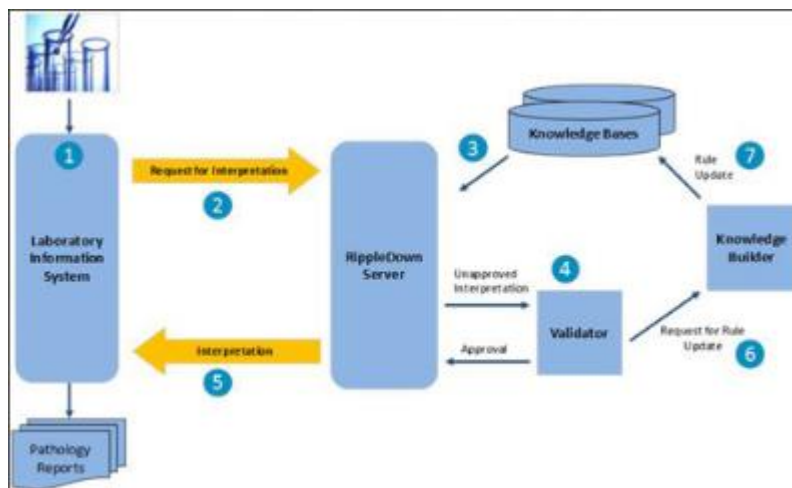 1
Request for Interpretation
2
Laboratory
Information
System
RippleDown
Server
Knowledge Bases
3
Rule
Update
7
Knowledge
Builder
Unapproved
Interpretation
4
Validator
Approval
Request for Rule
Update
6
Interpretation
5
Pathology
Reports